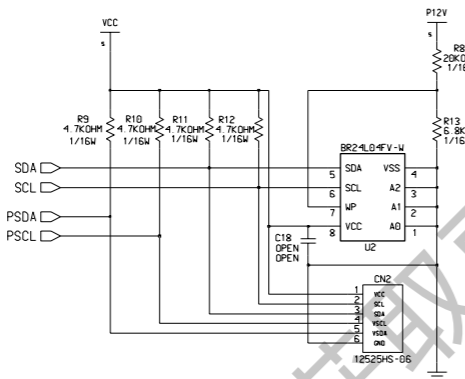 VCC
s
P12V
s
R8
20KO
1/16
R9
4.7KOHM
1/16W
R10
4.7KOHM
R11
4.7KOHM
1/16W
R12
4.7KOHM
1/16W
R13
6.8K
1/16
BR24L04FV-W
SDA
SCL
PSDA
PSCL
5 SDA VSS 4
6 SCL A2 3
7 WP A1 2
8 VCC A0 1
U2
C18
OPEN
OPEN
CN2
1 VCC
2 SCL
3 SDA
4 VSCL
5 VSDA
6 GND
12525HS-06
取